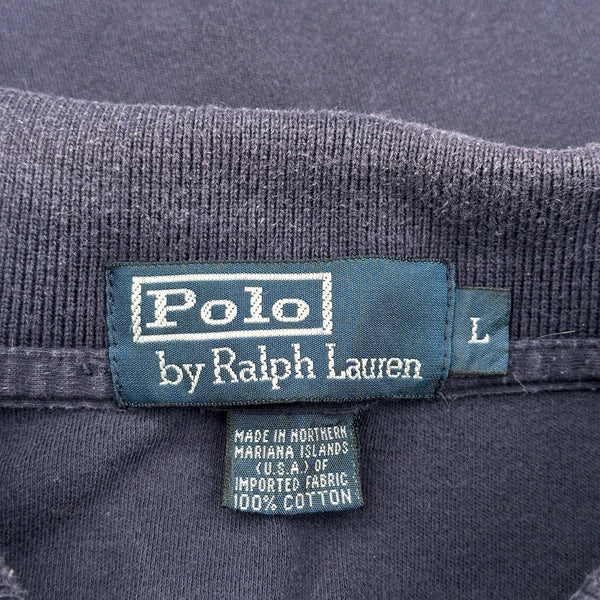 Polo
by Ralph Lauren
L
MADE IN NORTHERN
MARIANA ISLANDS
(U.S.A.) OF
IMPORTED FABRIC
100% COTTON